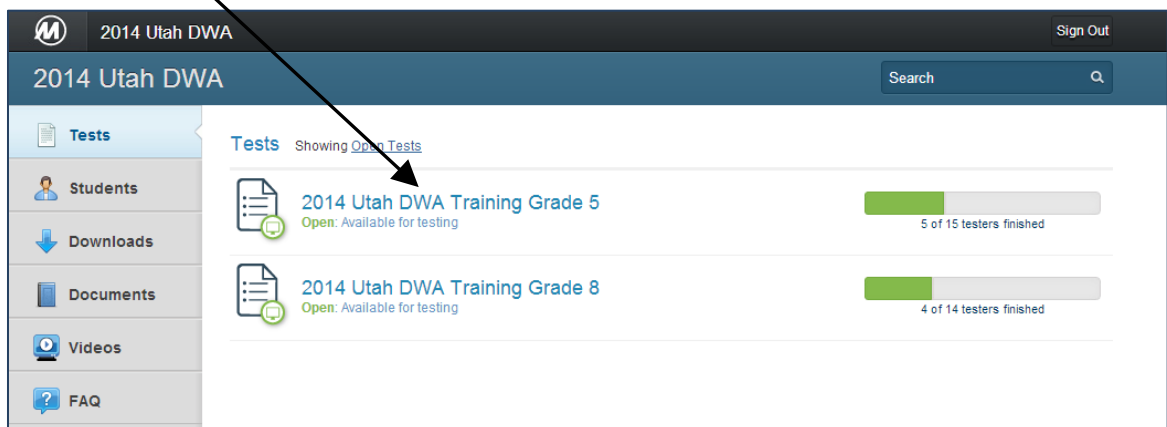 2014 Utah DWA
Sign Out
2014 Utah DWA
Search
Tests
Students
Downloads
Documents
Videos
FAQ
Tests Showing Open Tests
2014 Utah DWA Training Grade 5
Open: Available for testing
5 of 15 testers finished
2014 Utah DWA Training Grade 8
Open: Available for testing
4 of 14 testers finished